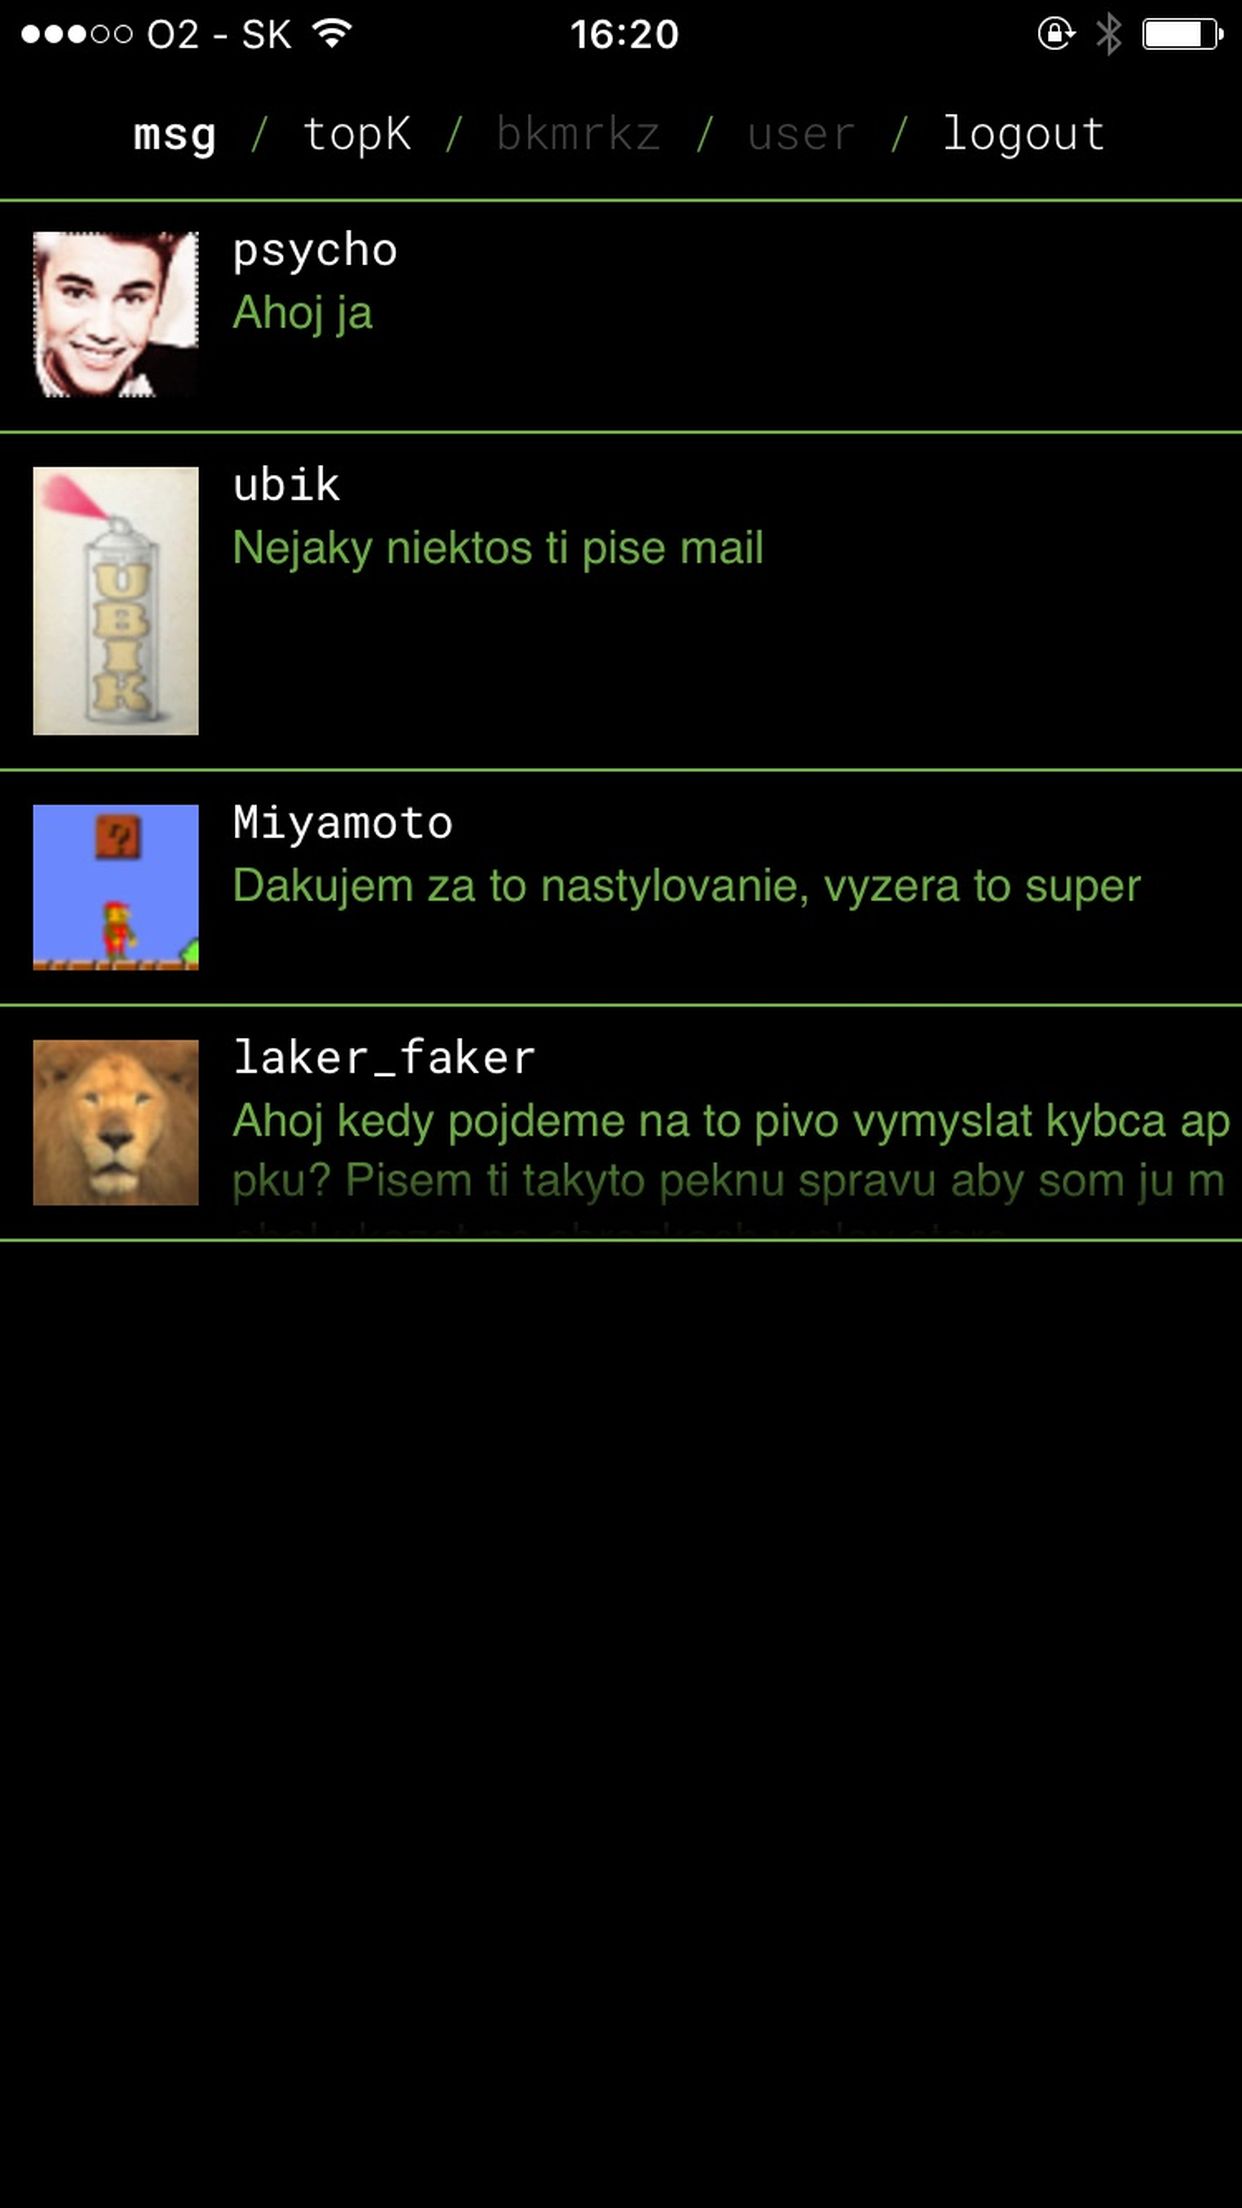 O2 - SK 16:20
msg / topK / bkmrkz / user / logout
psycho
Ahoj ja
ubik
Nejaky niektos ti pise mail
UBIK
Miyamoto
?
Dakujem za to nastylovanie, vyzera to super
laker_faker
Ahoj kedy pojdeme na to pivo vymyslat kybca ap
pku? Pisem ti takyto peknu spravu aby som ju m